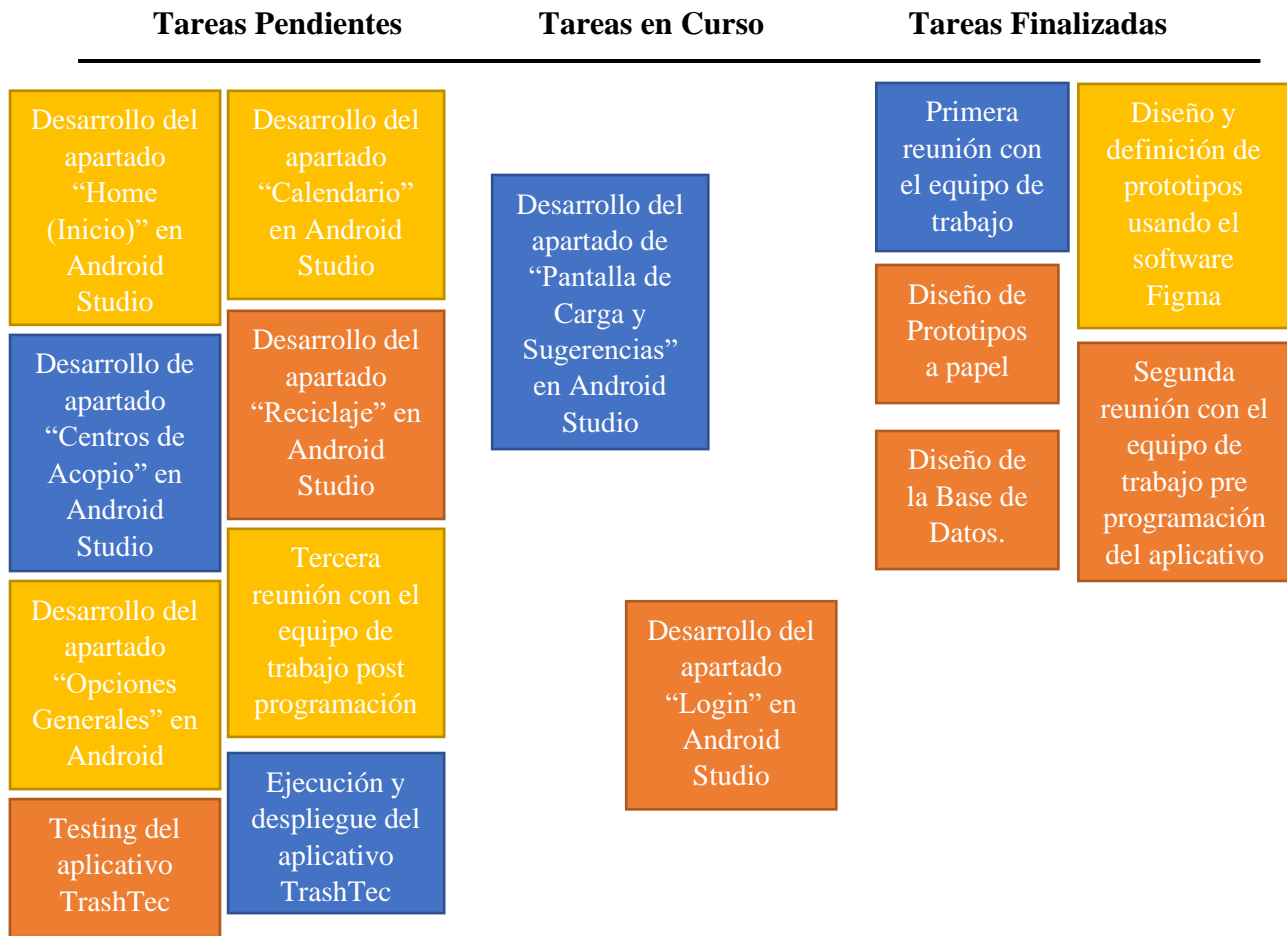 Tareas Pendientes
Tareas en Curso
Tareas Finalizadas
Desarrollo del
apartado
“Home
(Inicio)” en
Android
Studio
Desarrollo del
apartado
“Calendario”
en Android
Studio
Desarrollo de
apartado
“Centros de
Acopio” en
Android
Studio
Desarrollo del
apartado
“Reciclaje” en
Android
Studio
Desarrollo del
apartado
“Opciones
Generales” en
Android
Tercera
reunión con el
equipo de
trabajo post
programación
Testing del
aplicativo
TrashTec
Ejecución y
despliegue del
aplicativo
TrashTec
Desarrollo del
apartado de
“Pantalla de
Carga y
Sugerencias”
en Android
Studio
Desarrollo del
apartado
“Login” en
Android
Studio
Primera
reunión con
el equipo de
trabajo
Diseño y
definición de
prototipos
usando el
software
Figma
Diseño de
Prototipos
a papel
Diseño de
la Base de
Datos.
Segunda
reunión con el
equipo de
trabajo pre
programación
del aplicativo